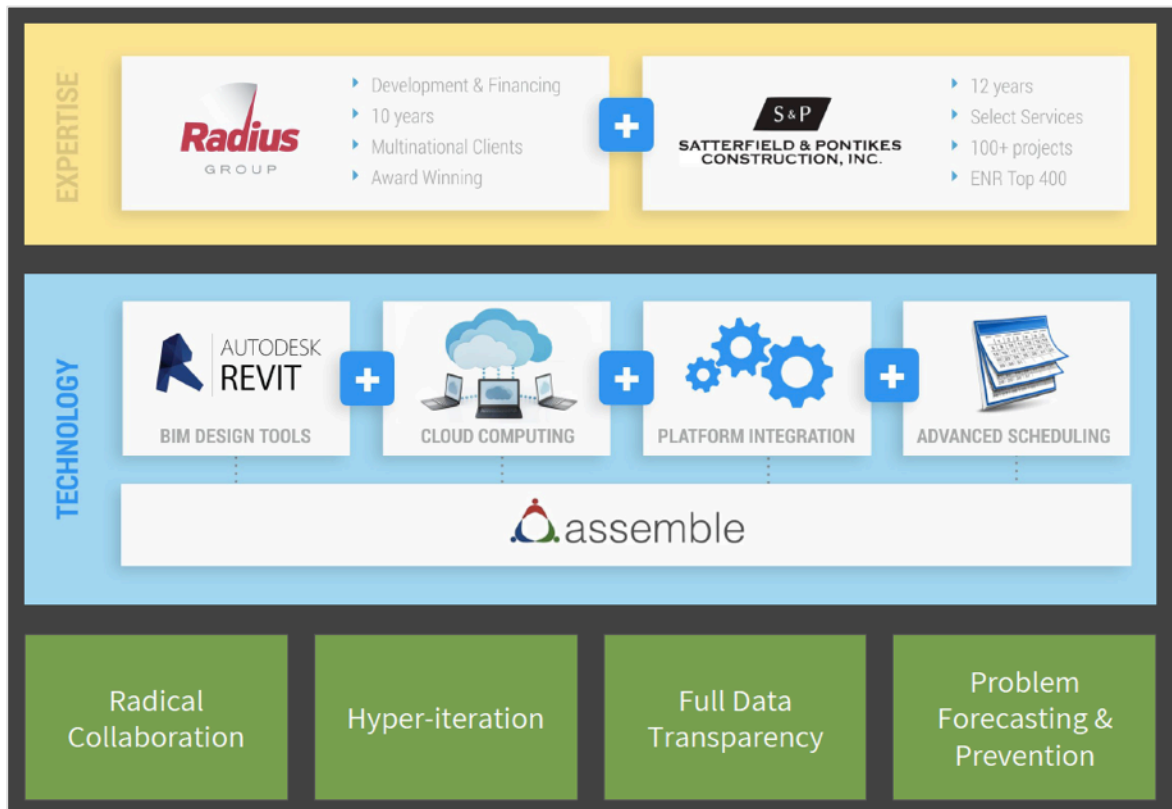 EXPERTISE
Radius
GROUP
Development & Financing
10 years
Multinational Clients
Award Winning
S & P
SATTERFIELD & PONTIKES
CONSTRUCTION, INC.
12 years
Select Services
100+ projects
ENR Top 400
TECHNOLOGY
AUTODESK
REVIT
BIM DESIGN TOOLS
CLOUD COMPUTING
PLATFORM INTEGRATION
ADVANCED SCHEDULING
assemble
Radical
Collaboration
Hyper-iteration
Full Data
Transparency
Problem
Forecasting &
Prevention